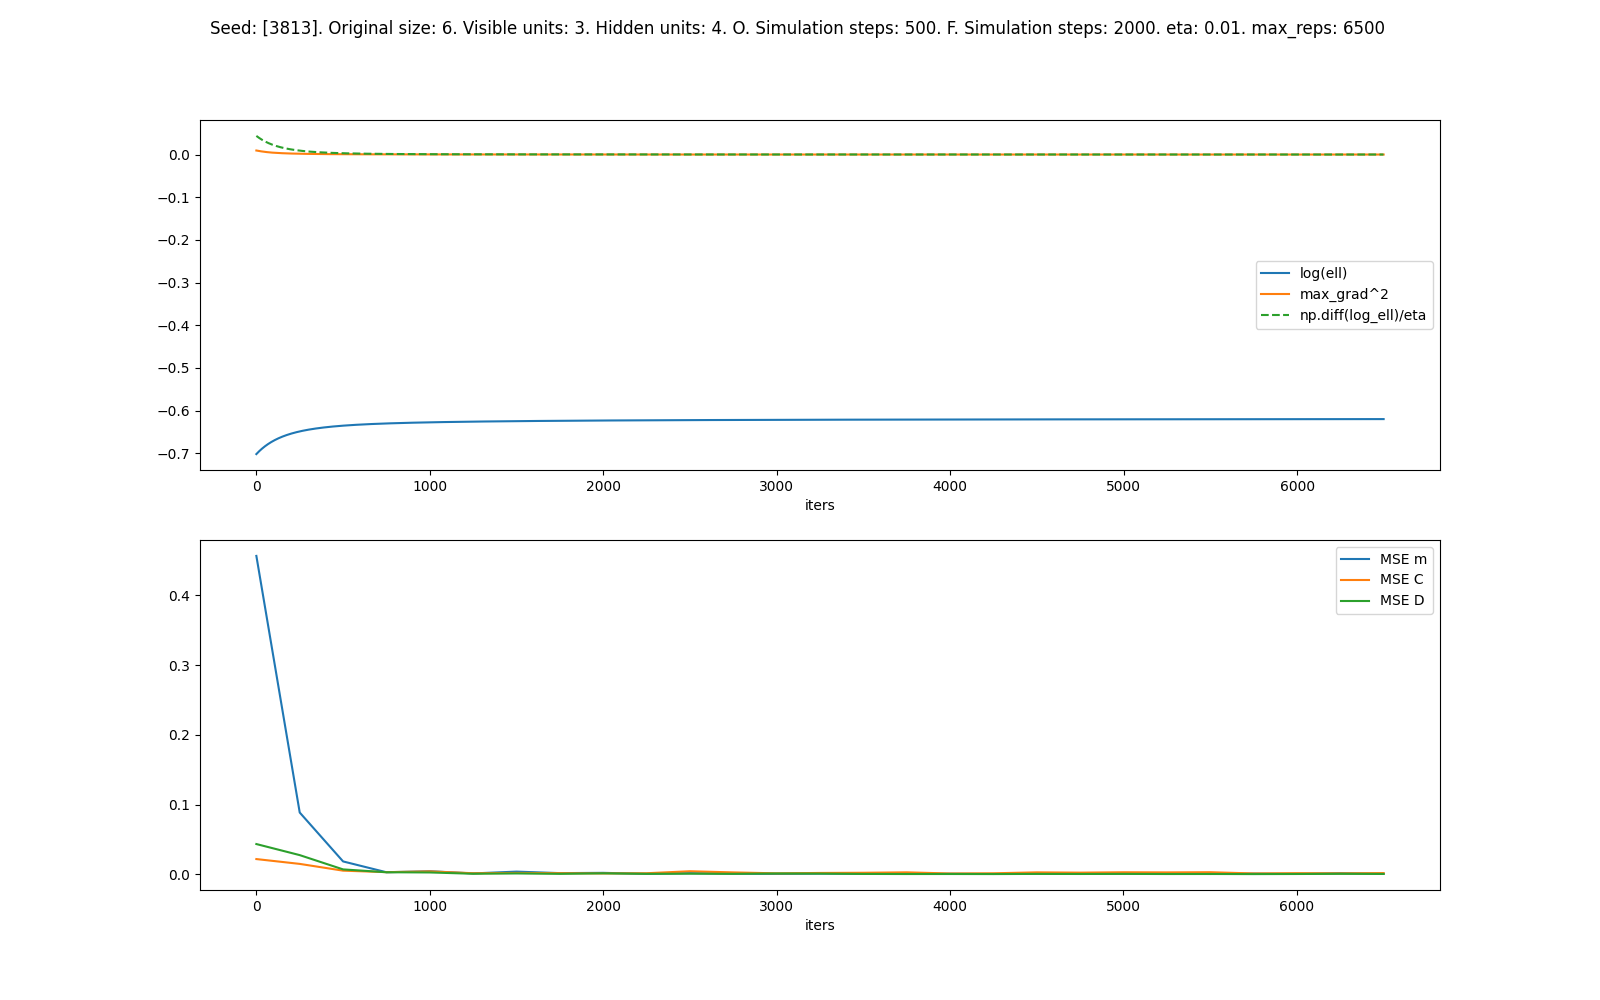 Seed: [3813]. Original size: 6. Visible units: 3. Hidden units: 4. O. Simulation steps: 500. F. Simulation steps: 2000. eta: 0.01. max_reps: 6500
0.0
−0.1
−0.2
−0.3
−0.4
−0.5
−0.6
−0.7
log(ell)
max_grad^2
np.diff(log_ell)/eta
0 1000 2000 3000 4000 5000 6000
iters
0.4
0.3
0.2
0.1
0.0
MSE m
MSE C
MSE D
0 1000 2000 3000 4000 5000 6000
iters